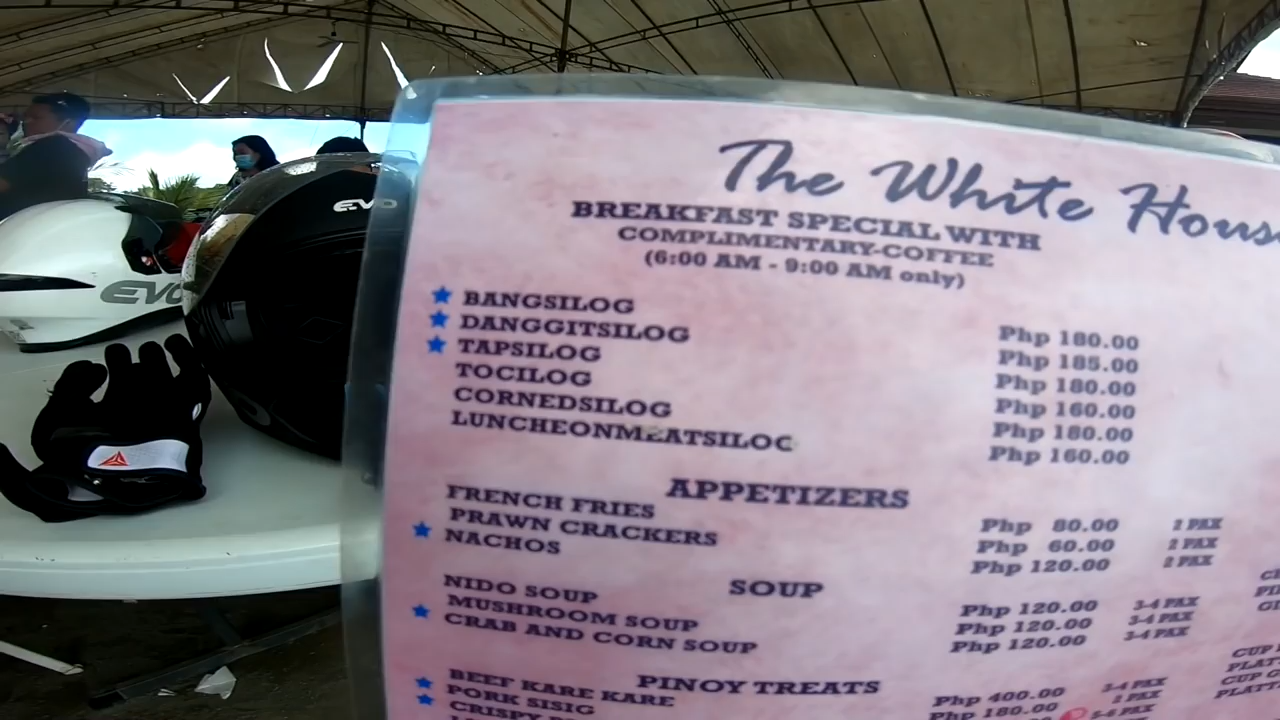 The White House
BREAKFAST SPECIAL WITH
COMPLIMENTARY-COFFEE
(6:00 AM - 9:00 AM only)
BANGSILOG Php 180.00
DANGGITSILOG Php 185.00
TAPSILOG Php 180.00
TOCILOG Php 160.00
CORNEDSILOG Php 180.00
LUNCHEONMEATSILOG Php 160.00
APPETIZERS
FRENCH FRIES Php 80.00 2 PAX
PRAWN CRACKERS Php 60.00 2 PAX
NACHOS Php 120.00 2 PAX
SOUP
NIDO SOUP Php 120.00 3-4 PAX
MUSHROOM SOUP Php 120.00 3-4 PAX
CRAB AND CORN SOUP Php 120.00 3-4 PAX
PINOY TREATS
BEEF KARE KARE Php 400.00 3-4 PAX
PORK SISIG Php 180.00 2 PAX
CRISPY
CUP
CUP
EVO
EVO